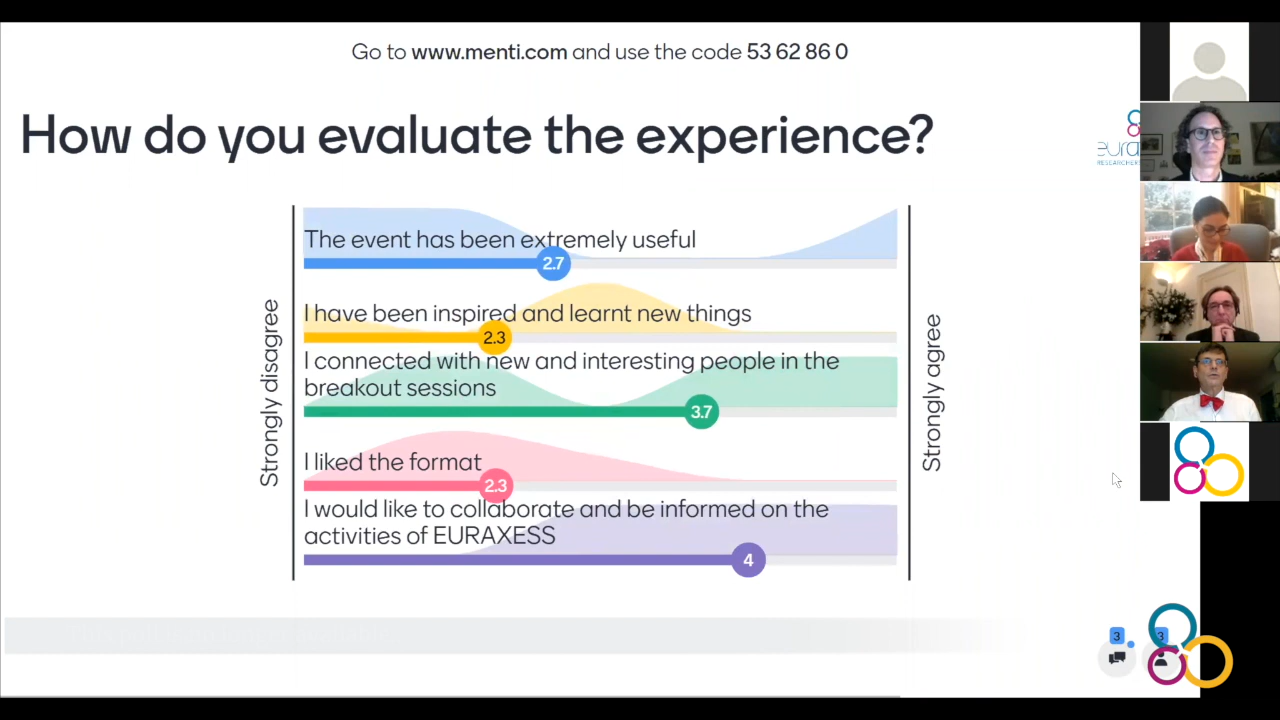 Go to www.menti.com and use the code 53 62 86 0
How do you evaluate the experience?
eura
RESEARCHER
Strongly disagree
The event has been extremely useful
2.7
I have been inspired and learnt new things
2.3
I connected with new and interesting people in the
breakout sessions
3.7
I liked the format
2.3
I would like to collaborate and be informed on the
activities of EURAXESS
4
Strongly agree
3
3